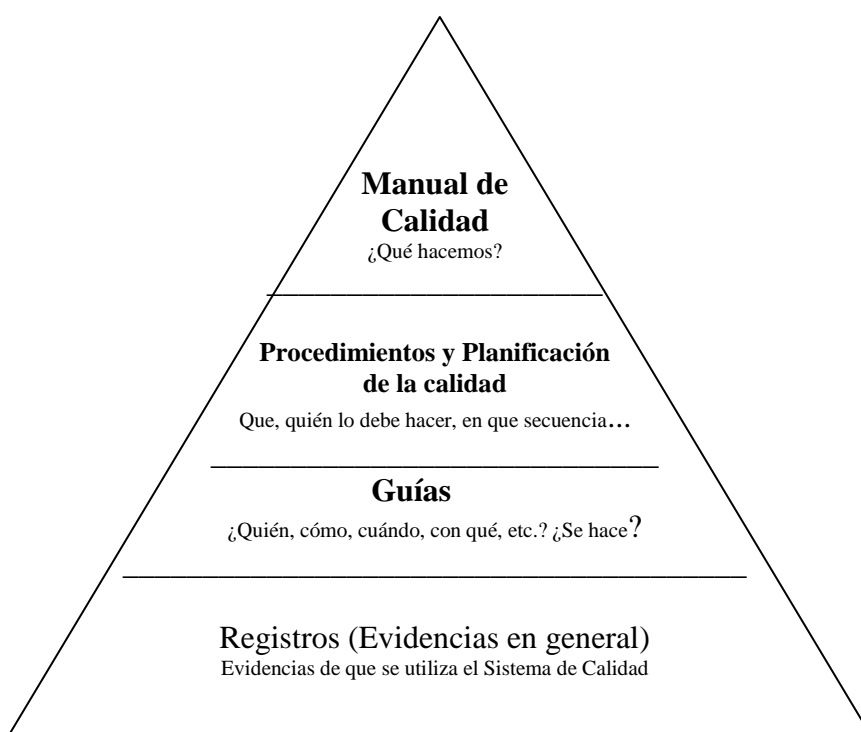 Manual de
Calidad
¿Qué hacemos?
Procedimientos y Planificación
de la calidad
Que, quién lo debe hacer, en que secuencia…
Guías
¿Quién, cómo, cuándo, con qué, etc.? ¿Se hace?
Registros (Evidencias en general)
Evidencias de que se utiliza el Sistema de Calidad